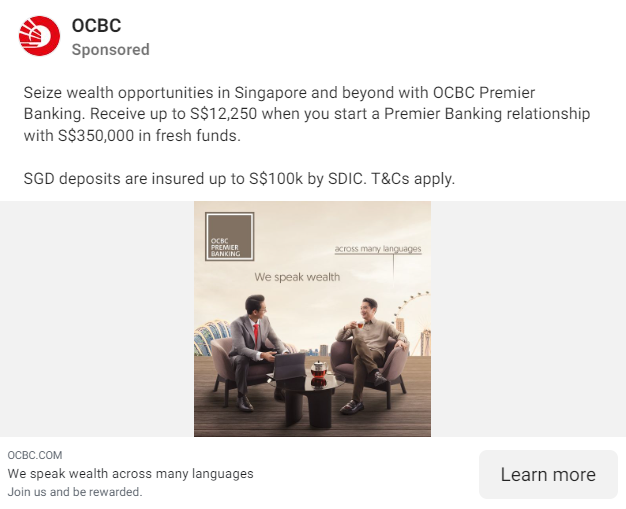 OCBC
Sponsored
Seize wealth opportunities in Singapore and beyond with OCBC Premier
Banking. Receive up to S$12,250 when you start a Premier Banking relationship
with S$350,000 in fresh funds.
SGD deposits are insured up to S$100k by SDIC. T&Cs apply.
OCBC
PREMIER
BANKING
across many languages
We speak wealth
OCBC.COM
We speak wealth across many languages
Join us and be rewarded.
Learn more